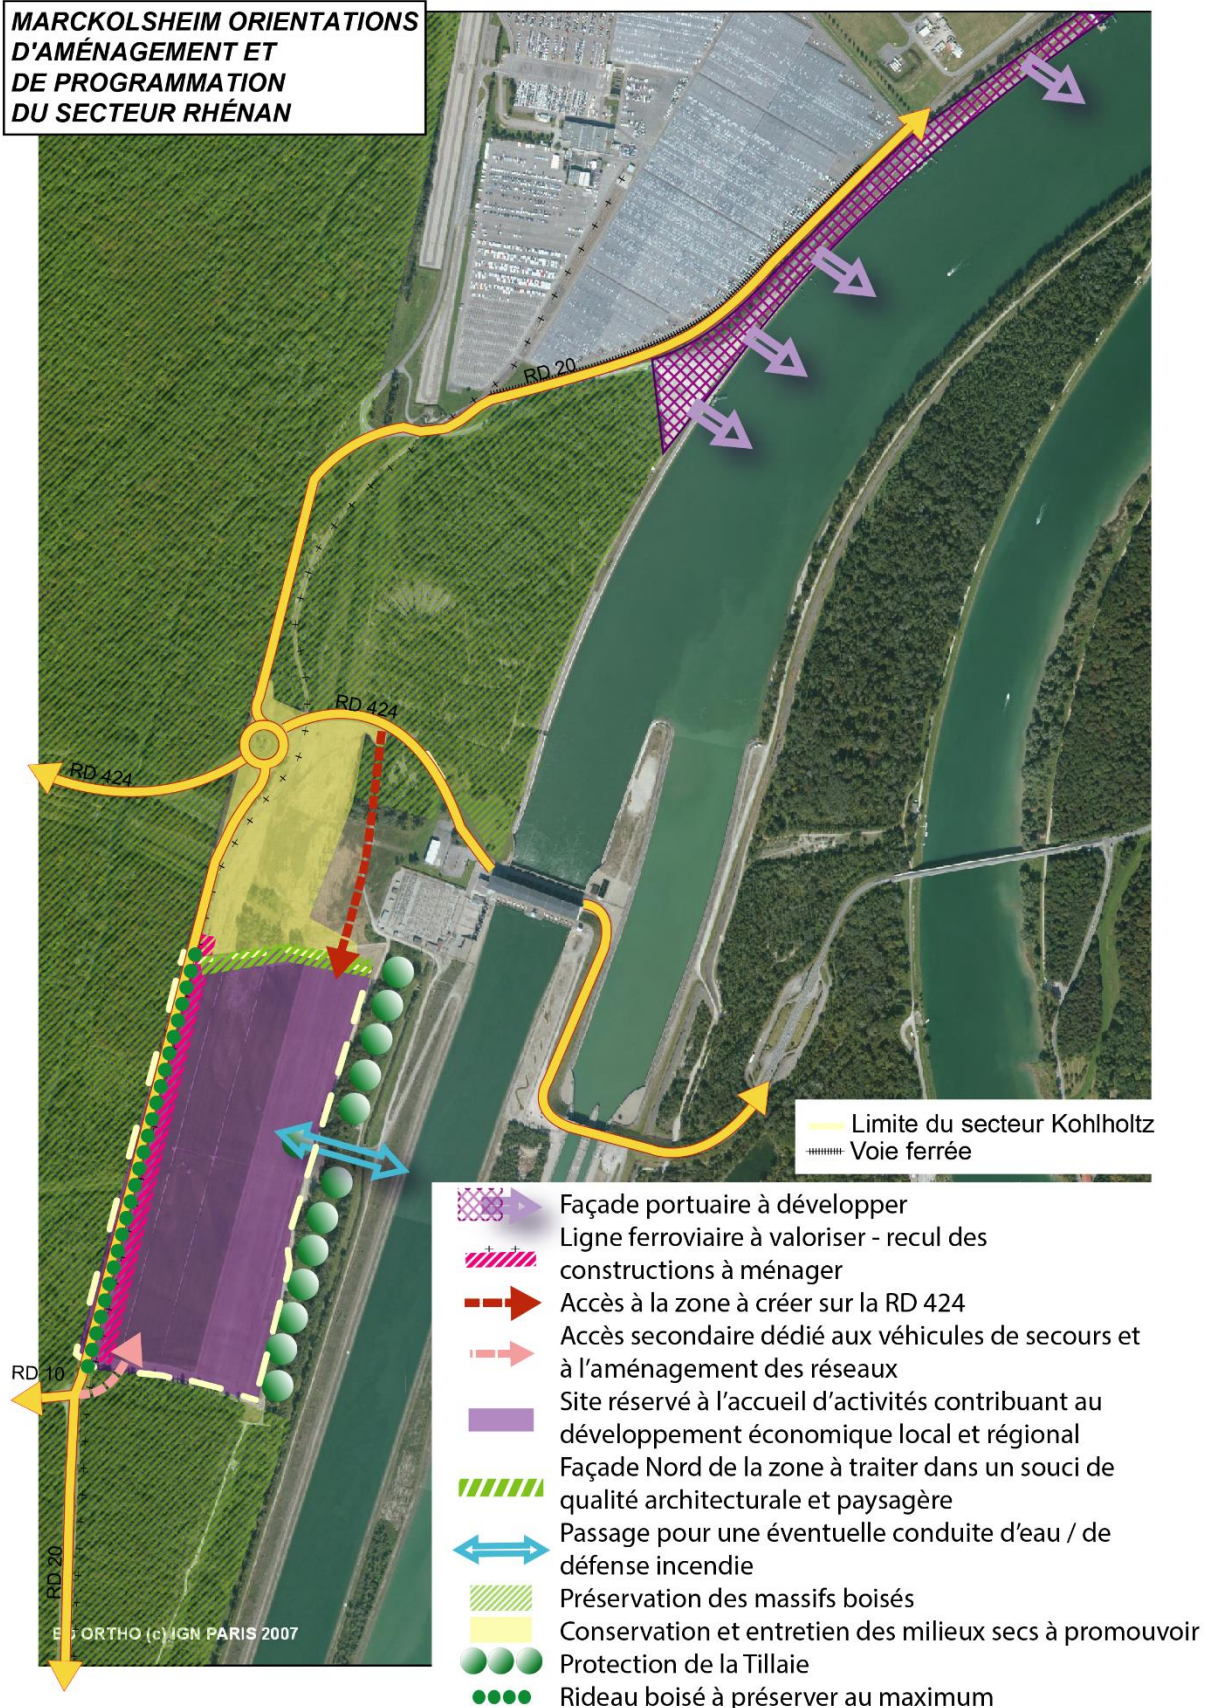 MARCKOLSHEIM ORIENTATIONS
D'AMÉNAGEMENT ET
DE PROGRAMMATION
DU SECTEUR RHÉNAN
RD 20
RD 424
RD 424
Limite du secteur Kohlholtz
Voie ferrée
Façade portuaire à développer
Ligne ferroviaire à valoriser - recul des
constructions à ménager
Accès à la zone à créer sur la RD 424
Accès secondaire dédié aux véhicules de secours et
à l'aménagement des réseaux
RD 10
Site réservé à l'accueil d'activités contribuant au
développement économique local et régional
Façade Nord de la zone à traiter dans un souci de
qualité architecturale et paysagère
Passage pour une éventuelle conduite d'eau / de
défense incendie
RD 20
Préservation des massifs boisés
Conservation et entretien des milieux secs à promouvoir
ORTHO (c) IGN PARIS 2007
Protection de la Tillaie
Rideau boisé à préserver au maximum